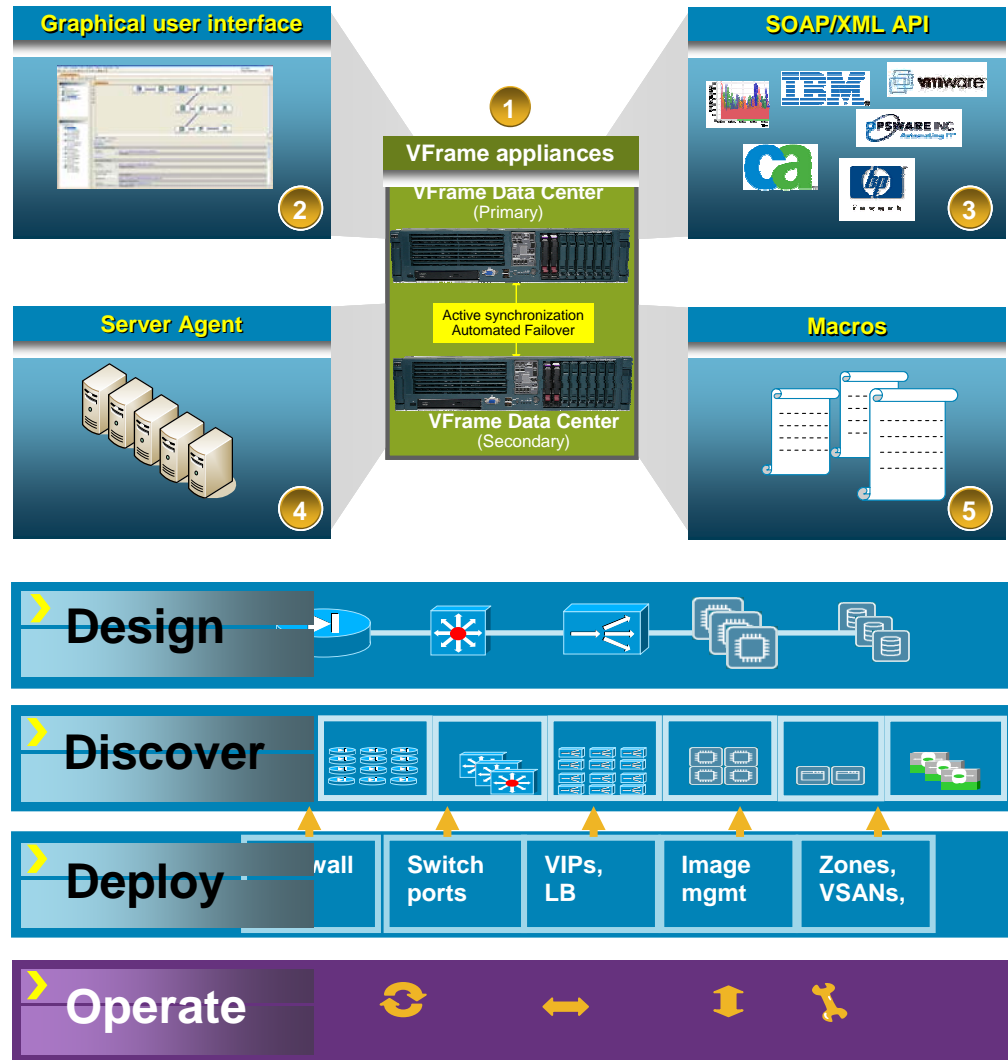 Graphical user interface
2
1
VFrame appliances
VFrame Data Center
(Primary)
Active synchronization
Automated Failover
VFrame Data Center
(Secondary)
SOAP/XML API
IBM
vmware
OPSWARE INC
Automating IT
ca
hp
invent
3
Server Agent
4
Macros
5
Design
Discover
Deploy
wall
Switch
ports
VIPs,
LB
Image
mgmt
Zones,
VSANs,
Operate